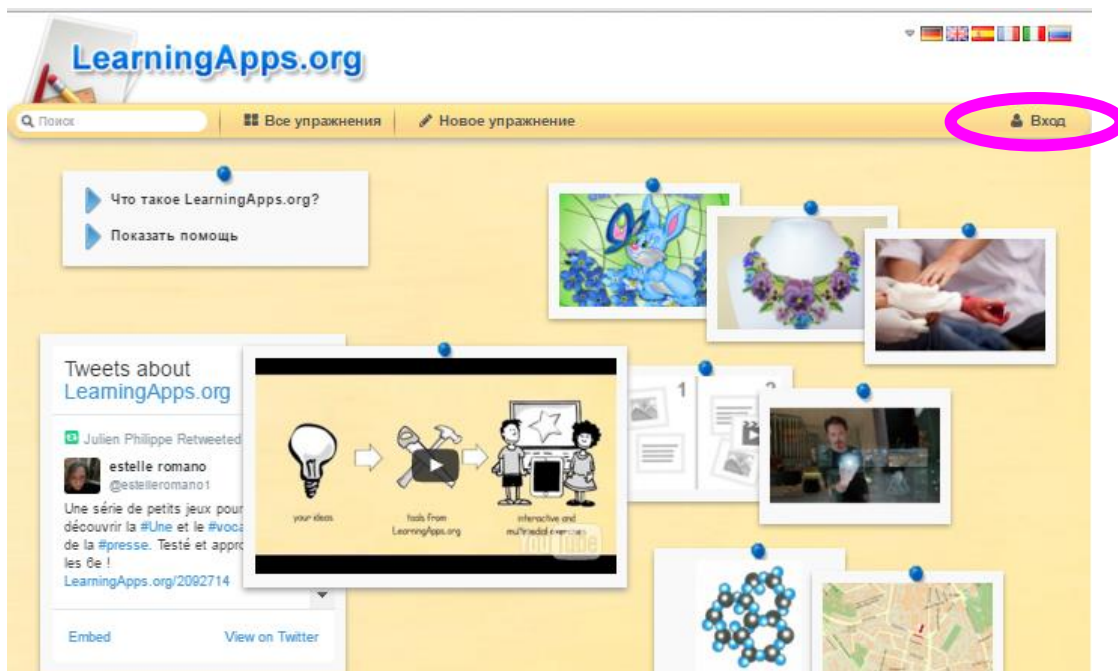 LearningApps.org
Поиск
Все упражнения
Новое упражнение
Вход
Что такое LearningApps.org?
Показать помощь
Tweets about
LearningApps.org
Julien Philippe Retweeted
estelle romano
@estelleromano1
Une série de petits jeux pour
découvrir la #Une et le #voca
de la #presse. Testé et appro
les 6e !
LearningApps.org/2092714
Embed
View on Twitter
your ideas
tools from
LearningApps.org
interactive and
multimedial exercises
YouTube
1
2